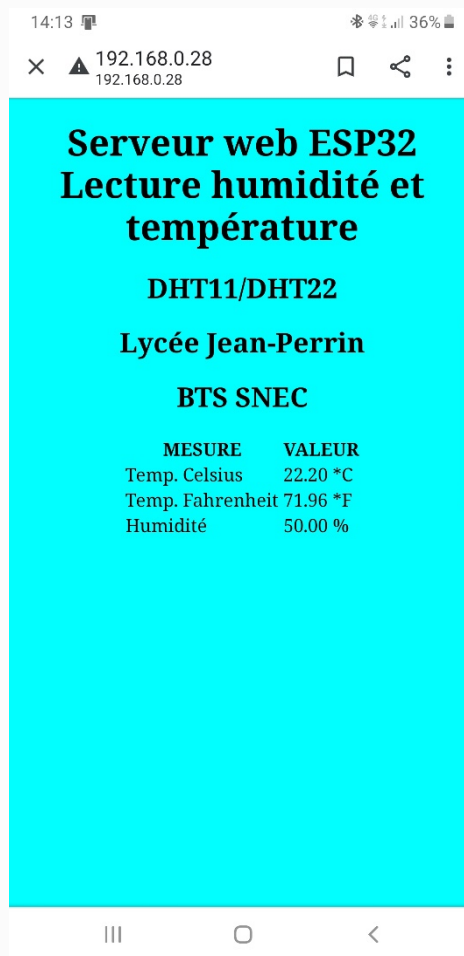 14:13 4G 36%
192.168.0.28
192.168.0.28
Serveur web ESP32
Lecture humidité et
température
DHT11/DHT22
Lycée Jean-Perrin
BTS SNEC
MESURE VALEUR
Temp. Celsius 22.20 *C
Temp. Fahrenheit 71.96 *F
Humidité 50.00 %